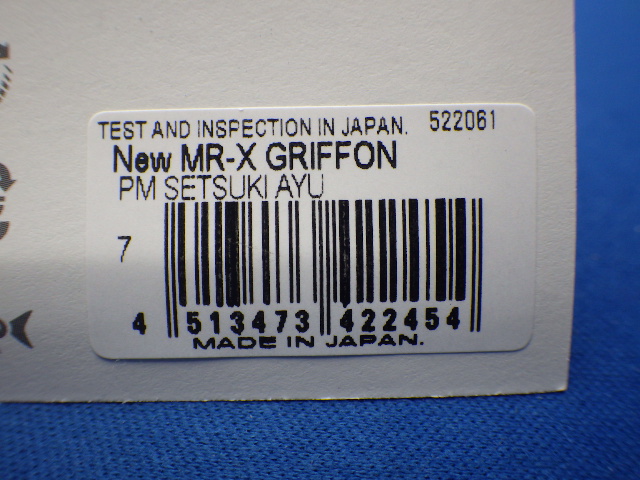 TEST AND INSPECTION IN JAPAN. 522061
New MR-X GRIFFON
PM SETSUKI AYU
7
4 513473 422454
MADE IN JAPAN.